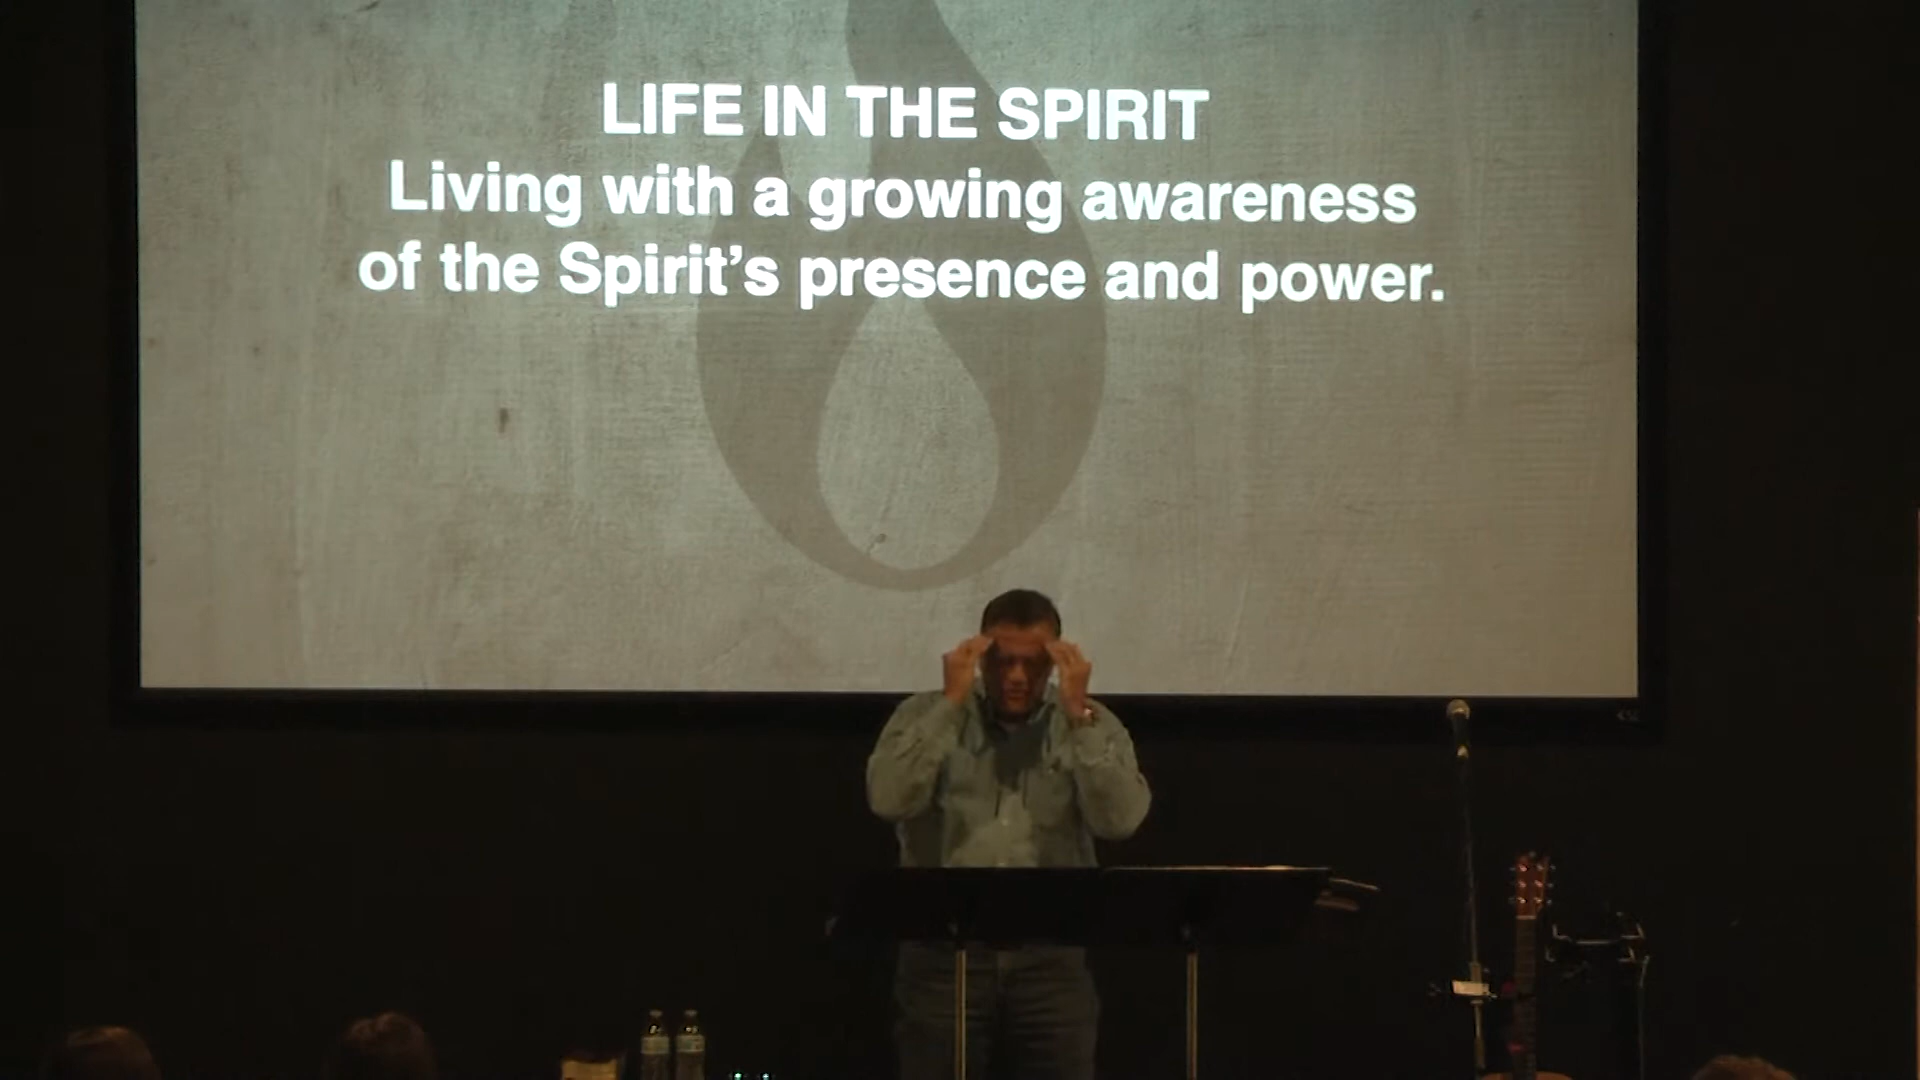 LIFE IN THE SPIRIT
Living with a growing awareness
of the Spirit’s presence and power.